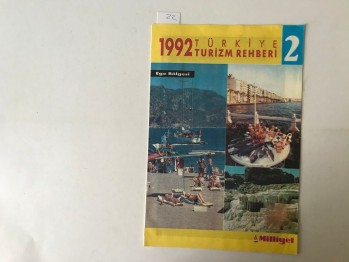 22
1992 TÜRKİYE
TURİZM REHBERİ 2
Ege Bölgesi
Milliyet